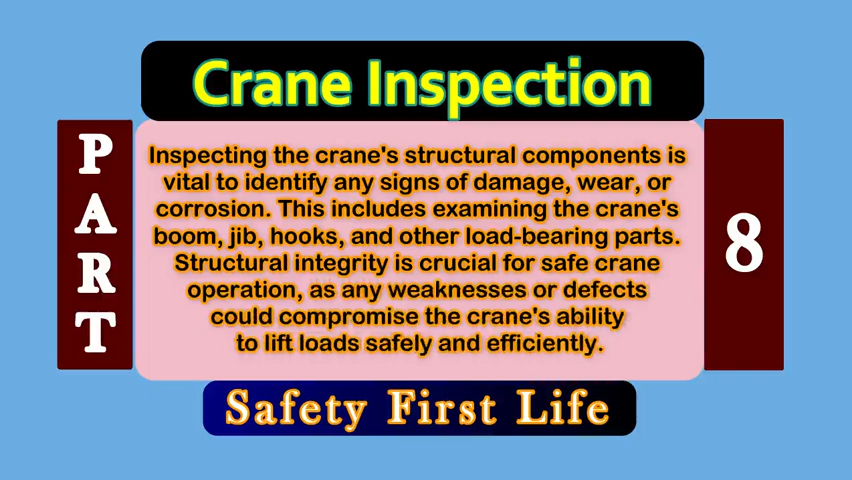 Crane Inspection
PART
Inspecting the crane's structural components is
vital to identify any signs of damage, wear, or
corrosion. This includes examining the crane's
boom, jib, hooks, and other load-bearing parts.
Structural integrity is crucial for safe crane
operation, as any weaknesses or defects
could compromise the crane's ability
to lift loads safely and efficiently.
8
Safety First Life